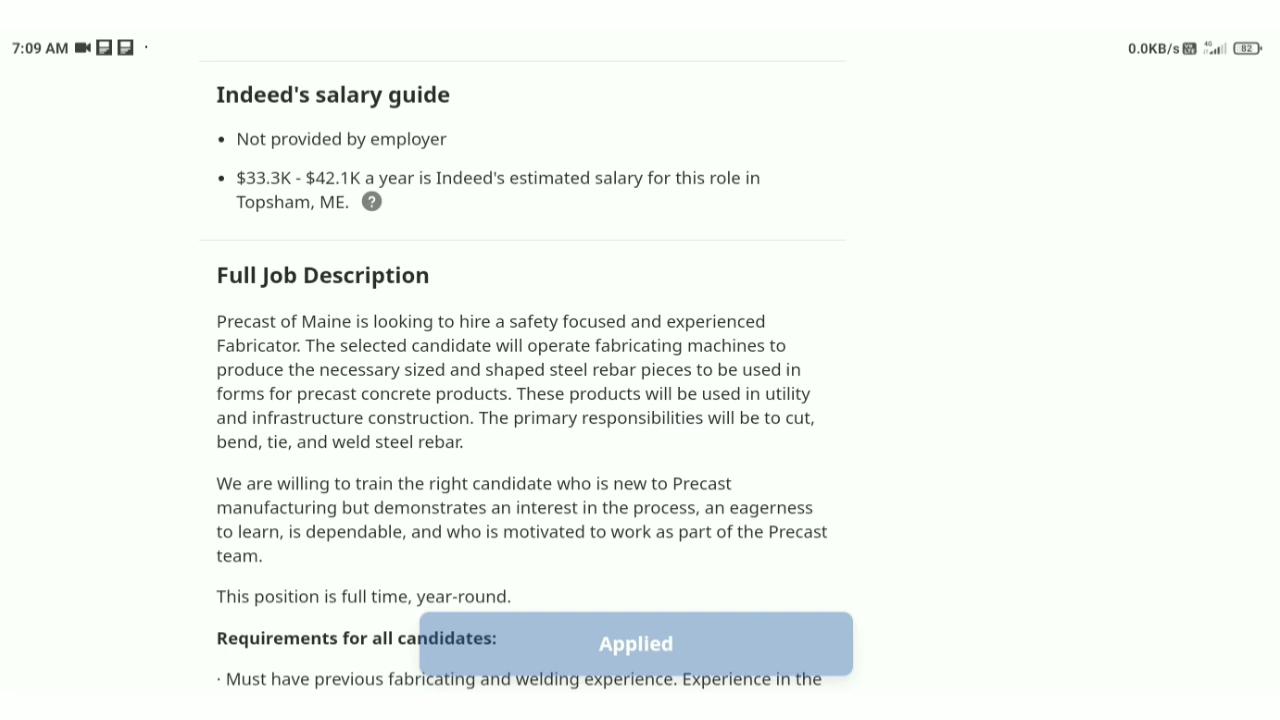 7:09 AM
0.0KB/s
4G
82
Indeed's salary guide
• Not provided by employer
• $33.3K - $42.1K a year is Indeed's estimated salary for this role in
Topsham, ME. ?
Full Job Description
Precast of Maine is looking to hire a safety focused and experienced
Fabricator. The selected candidate will operate fabricating machines to
produce the necessary sized and shaped steel rebar pieces to be used in
forms for precast concrete products. These products will be used in utility
and infrastructure construction. The primary responsibilities will be to cut,
bend, tie, and weld steel rebar.
We are willing to train the right candidate who is new to Precast
manufacturing but demonstrates an interest in the process, an eagerness
to learn, is dependable, and who is motivated to work as part of the Precast
team.
This position is full time, year-round.
Requirements for all candidates:
Applied
· Must have previous fabricating and welding experience. Experience in the